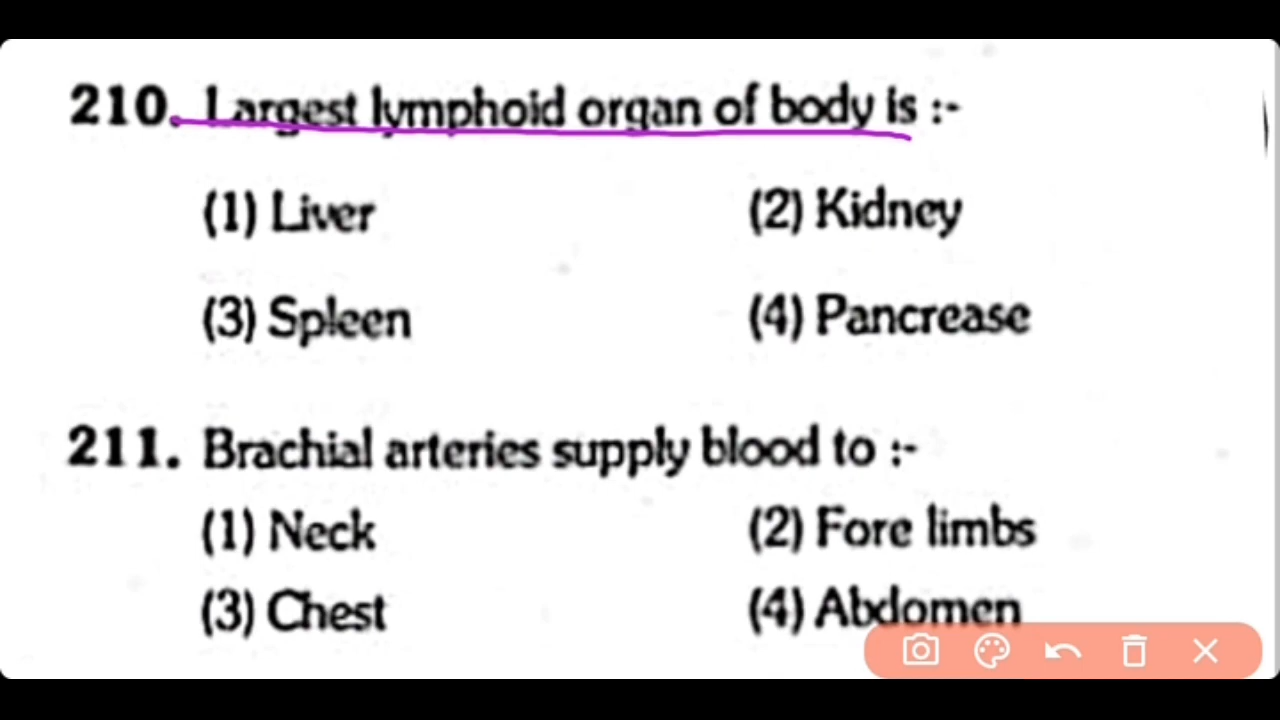 210. Largest lymphoid organ of body is :-
(1) Liver (2) Kidney
(3) Spleen (4) Pancrease
211. Brachial arteries supply blood to :-
(1) Neck (2) Fore limbs
(3) Chest (4) Abdomen